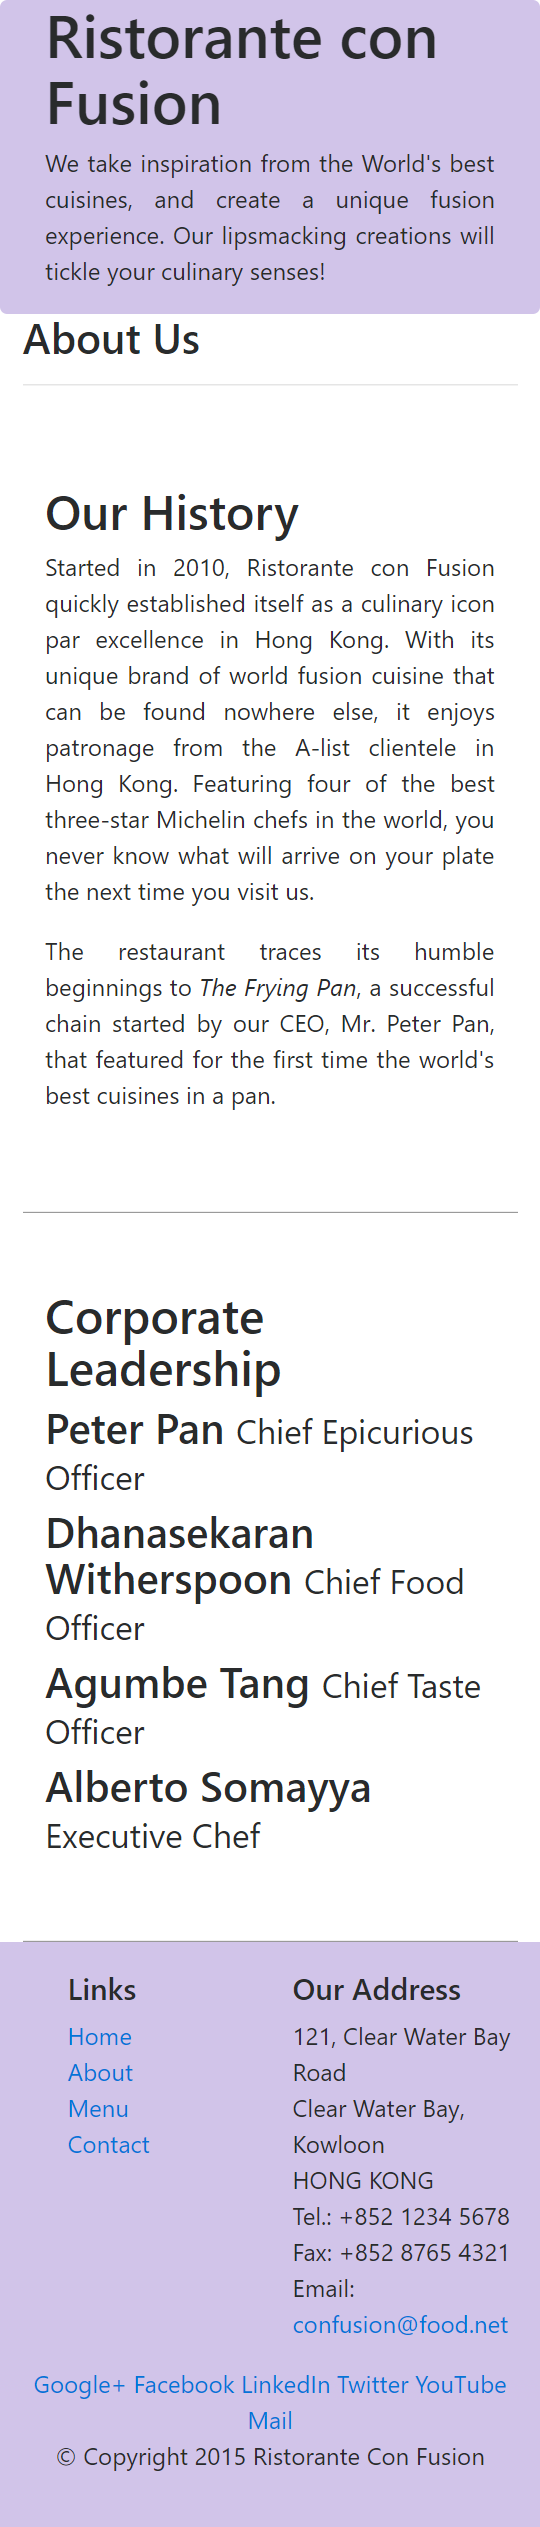 Ristorante con
Fusion
We take inspiration from the World's best
cuisines, and create a unique fusion
experience. Our lipsmacking creations will
tickle your culinary senses!
About Us
Our History
Started in 2010, Ristorante con Fusion
quickly established itself as a culinary icon
par excellence in Hong Kong. With its
unique brand of world fusion cuisine that
can be found nowhere else, it enjoys
patronage from the A-list clientele in
Hong Kong. Featuring four of the best
three-star Michelin chefs in the world, you
never know what will arrive on your plate
the next time you visit us.
The restaurant traces its humble
beginnings to The Frying Pan, a successful
chain started by our CEO, Mr. Peter Pan,
that featured for the first time the world's
best cuisines in a pan.
Corporate
Leadership
Peter Pan Chief Epicurious
Officer
Dhanasekaran
Witherspoon Chief Food
Officer
Agumbe Tang Chief Taste
Officer
Alberto Somayya
Executive Chef
Links
Home
About
Menu
Contact
Our Address
121, Clear Water Bay
Road
Clear Water Bay,
Kowloon
HONG KONG
Tel.: +852 1234 5678
Fax: +852 8765 4321
Email:
confusion@food.net
Google+ Facebook LinkedIn Twitter YouTube
Mail
© Copyright 2015 Ristorante Con Fusion